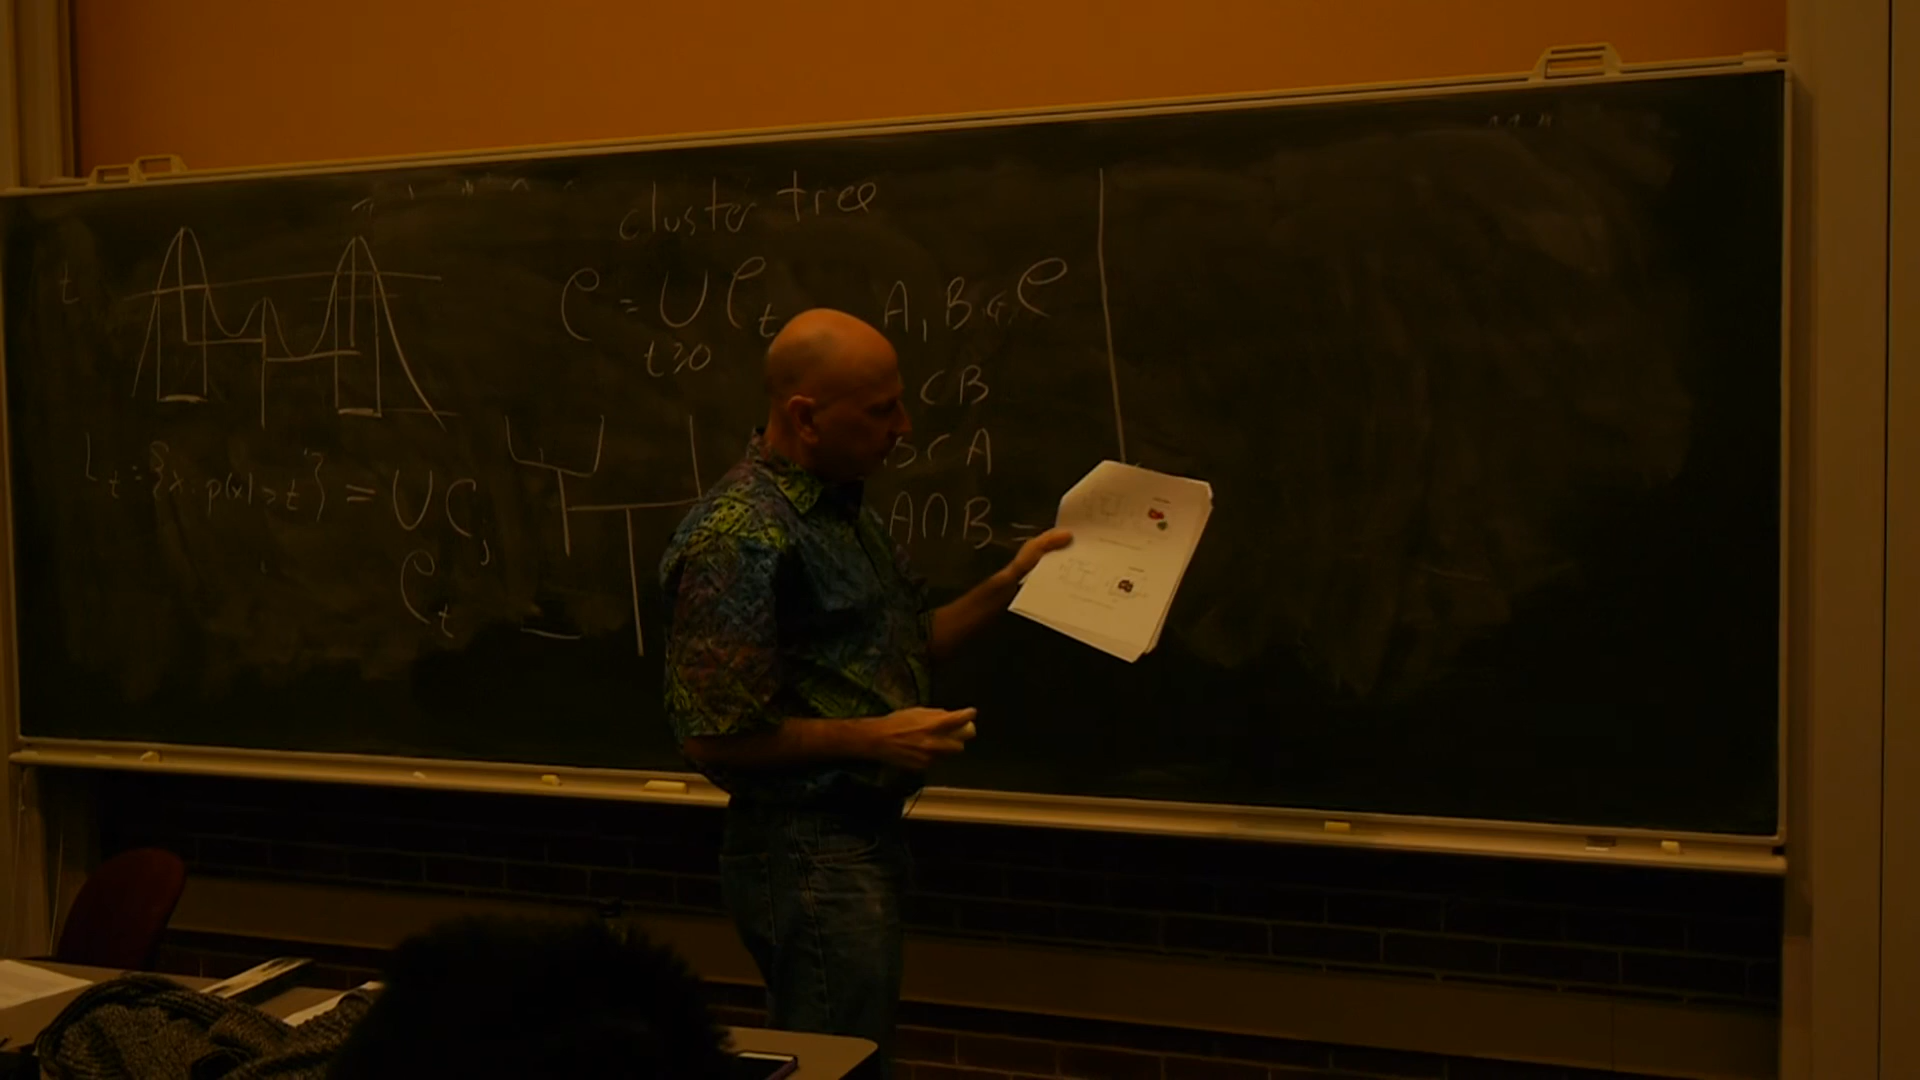 cluster tree
t
C = ∪ C_t
t≥0
A, B ∈ C
⊂ B
B ⊂ A
A∩B =
L_t = {x: p(x) > t} = ∪ C_j
C_t